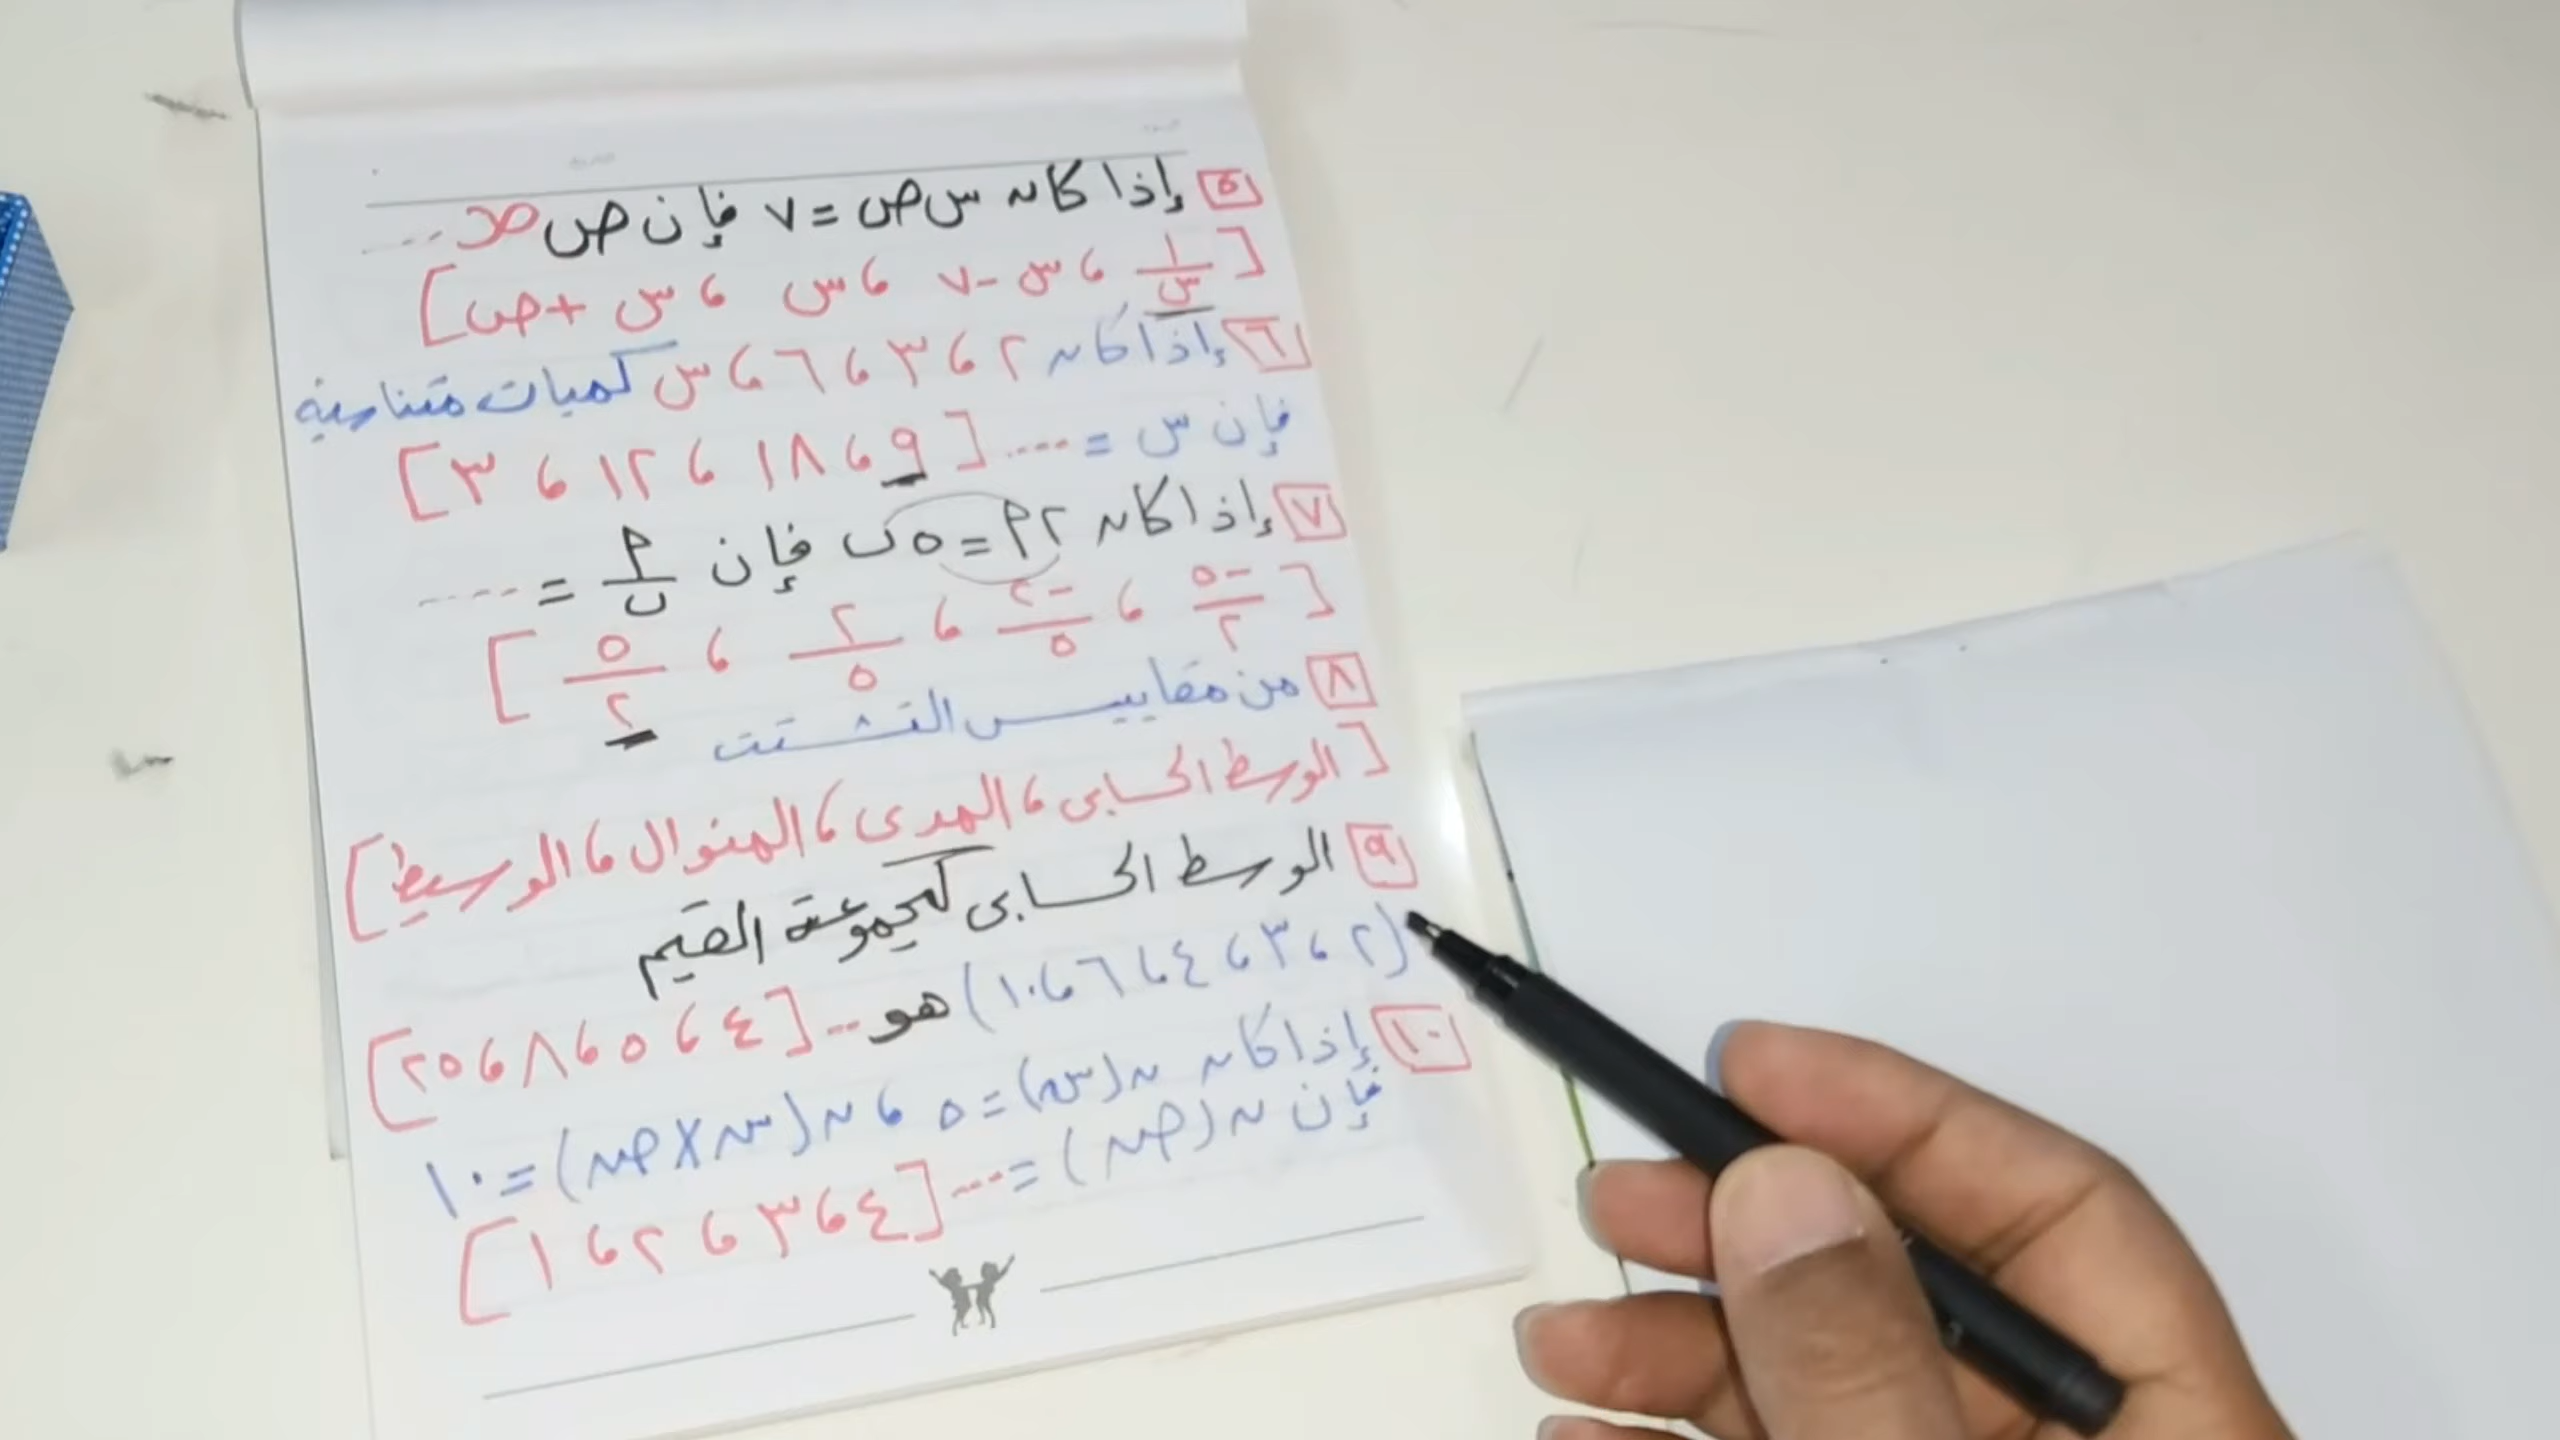 ٥ إذا كان س ص = ٧ فإن ص ∝ ....
[ ١/س ، س - ٧ ، س ، س + ص ]
٦ إذا كان ٢ ، ٣ ، ٦ ، س كميات متناسبة
فإن س = .... [ ٩ ، ١٨ ، ١٢ ، ٣ ]
٧ إذا كان ٢ م = ٥ ب فإن م/ب = ....
[ -٥/٢ ، -٢/٥ ، ٢/٥ ، ٥/٢ ]
٨ من مقاييس التشتت
[ الوسط الحسابى ، المدى ، المنوال ، الوسيط ]
٩ الوسط الحسابى لمجموعة القيم
(٢ ، ٣ ، ٤ ، ٦ ، ١٠) هو ... [ ٤ ، ٥ ، ٨ ، ٢٥ ]
١٠ إذا كان ن(س) = ٥ ، ن(س × ص) = ١٠
فإن ن(ص) = .... [ ٤ ، ٣ ، ٢ ، ١ ]